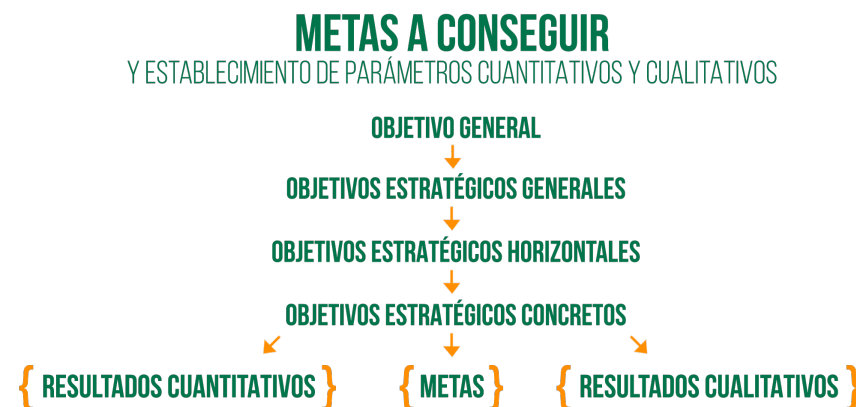 METAS A CONSEGUIR
Y ESTABLECIMIENTO DE PARÁMETROS CUANTITATIVOS Y CUALITATIVOS
OBJETIVO GENERAL
OBJETIVOS ESTRATÉGICOS GENERALES
OBJETIVOS ESTRATÉGICOS HORIZONTALES
OBJETIVOS ESTRATÉGICOS CONCRETOS
{ RESULTADOS CUANTITATIVOS } { METAS } { RESULTADOS CUALITATIVOS }